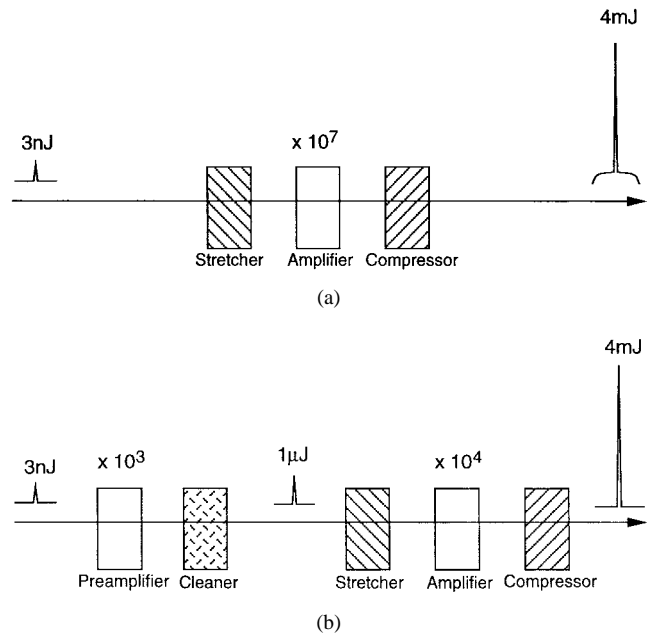 4mJ
3nJ
x 10⁷
Stretcher Amplifier Compressor
(a)
4mJ
3nJ x 10³ 1μJ x 10⁴
Preamplifier Cleaner Stretcher Amplifier Compressor
(b)